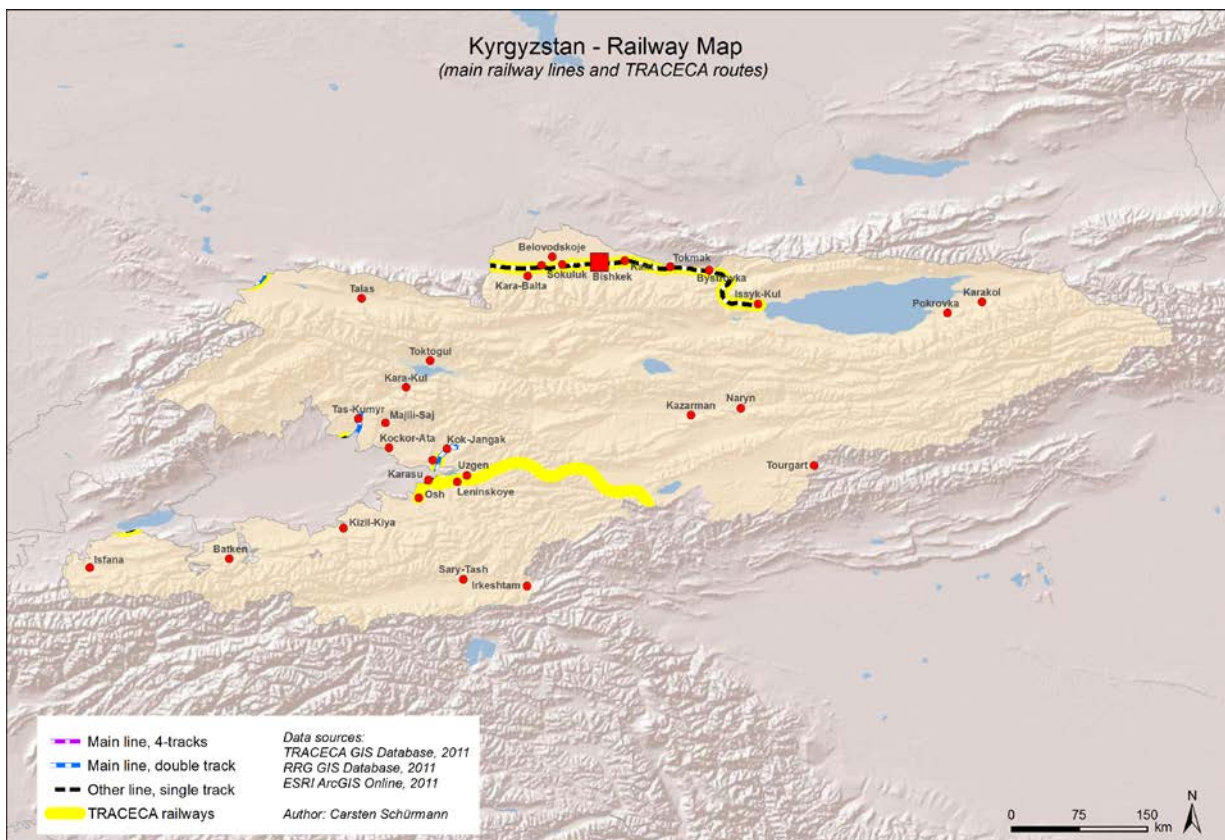 Kyrgyzstan - Railway Map
(main railway lines and TRACECA routes)
Belovodskoje
Tokmak
Kant
Sokuluk
Bishkek
Bystrovka
Kara-Balta
Talas
Issyk-Kul
Karakol
Pokrovka
Toktogul
Kara-Kul
Tas-Kumyr
Majlii-Saj
Kazarman
Naryn
Kockor-Ata
Kok-Jangak
Uzgen
Tourgart
Karasu
Leninskoye
Osh
Kizil-Kiya
Batken
Isfana
Sary-Tash
Irkeshtam
Main line, 4-tracks
Main line, double track
Other line, single track
TRACECA railways
Data sources:
TRACECA GIS Database, 2011
RRG GIS Database, 2011
ESRI ArcGIS Online, 2011
Author: Carsten Schürmann
N
0 75 150
km